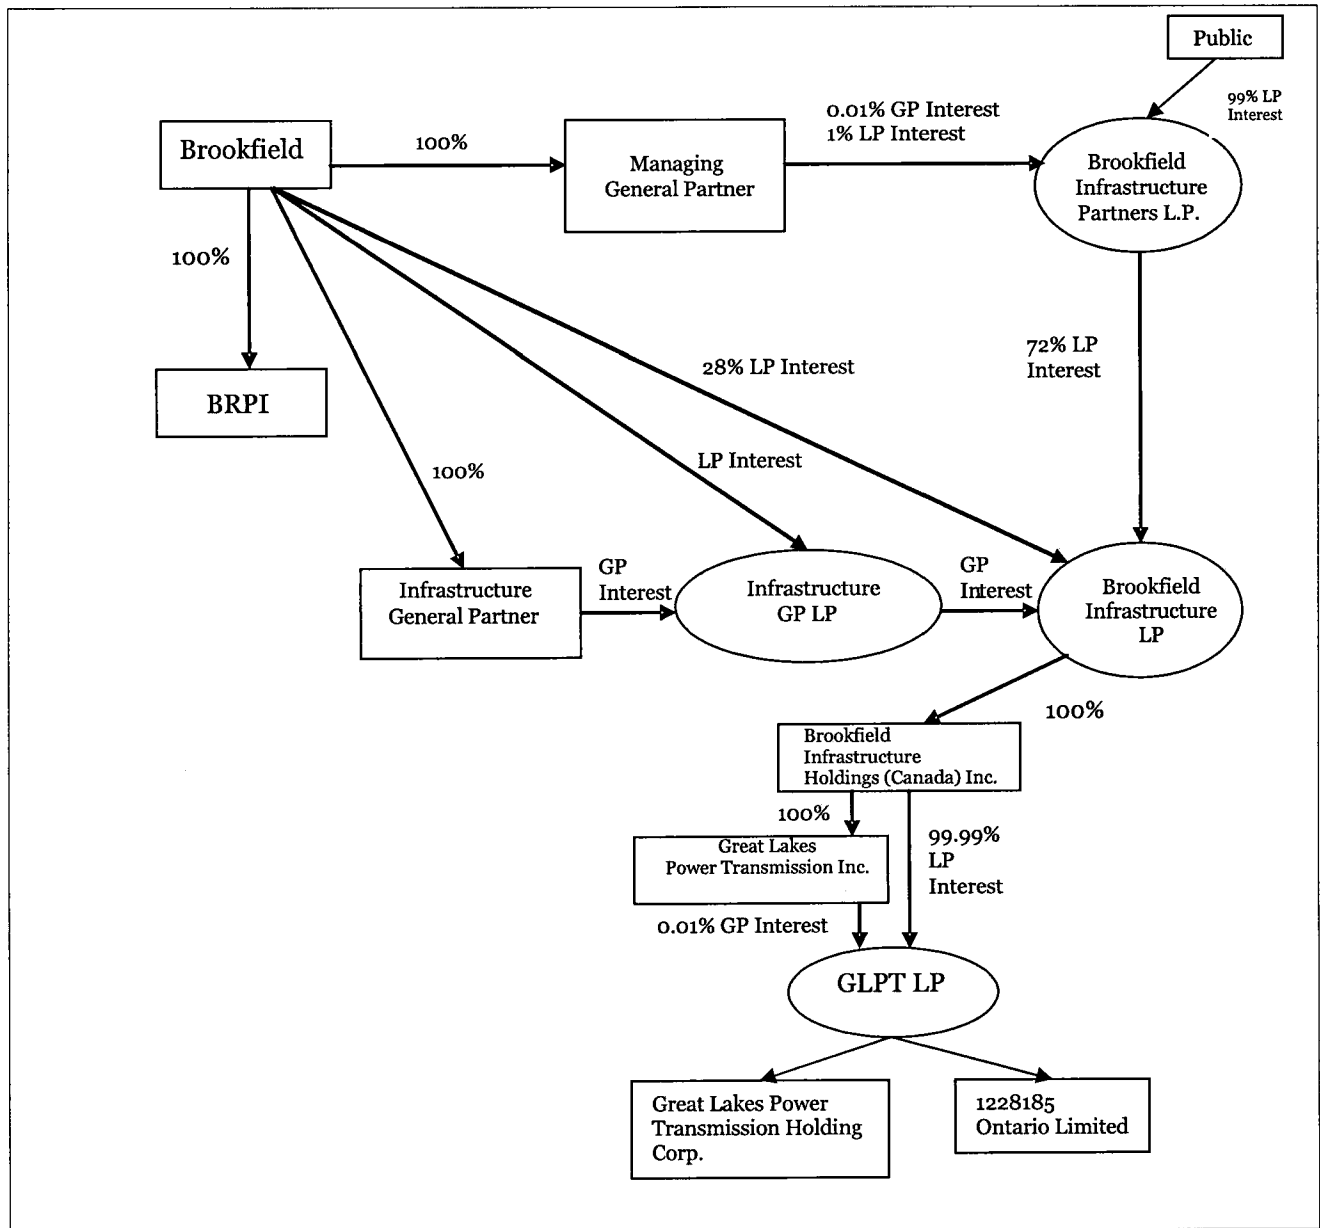 Public
99% LP
Interest
0.01% GP Interest
1% LP Interest
Brookfield
100%
Managing
General Partner
Brookfield
Infrastructure
Partners L.P.
100%
BRPI
28% LP Interest
72% LP
Interest
LP Interest
100%
Infrastructure
General Partner
GP
Interest
Infrastructure
GP LP
GP
Interest
Brookfield
Infrastructure
LP
100%
Brookfield
Infrastructure
Holdings (Canada) Inc.
100%
99.99%
LP
Interest
Great Lakes
Power Transmission Inc.
0.01% GP Interest
GLPT LP
Great Lakes Power
Transmission Holding
Corp.
1228185
Ontario Limited